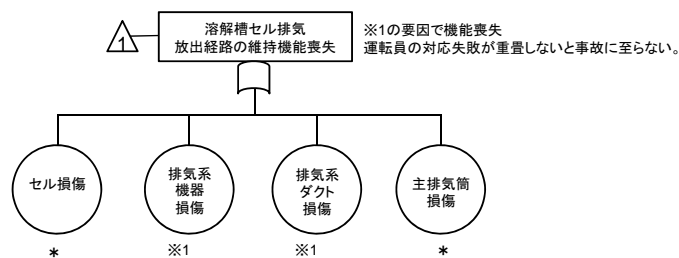 1
溶解槽セル排気
放出経路の維持機能喪失
※1の要因で機能喪失
運転員の対応失敗が重畳しないと事故に至らない。
セル損傷
排気系
機器
損傷
排気系
ダクト
損傷
主排気筒
損傷
*
※1
※1
*